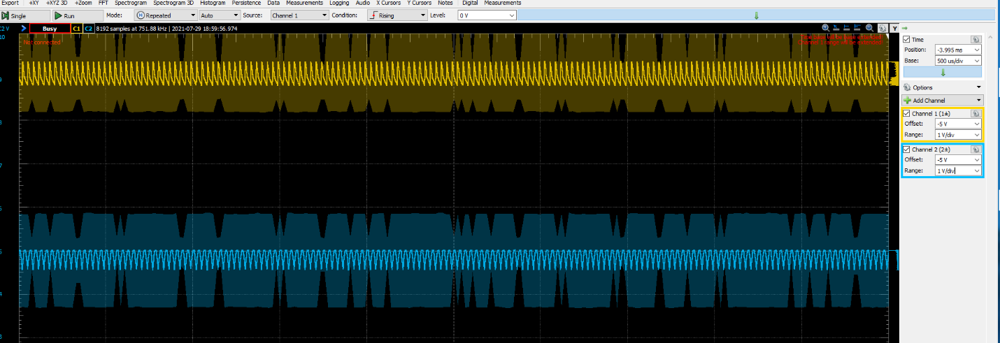 Export +XY +XYZ 3D +Zoom FFT Spectrogram Spectrogram 3D Histogram Persistence Data Measurements Logging Audio X Cursors Y Cursors Notes Digital Measurements
Single Run Mode: Repeated Auto Source: Channel 1 Condition: Rising Level: 0 V
C2 V Busy C1 C2 8192 samples at 751.88 kHz | 2021-07-29 18:59:56.974 Y
10
Not connected
Channel 1 range will be extended!
9
8
7
6
5
4
3
Time
Position: -3.995 ms
Base: 500 us/div
Options
Add Channel
Channel 1 (1±)
Offset: -5 V
Range: 1 V/div
Channel 2 (2±)
Offset: -5 V
Range: 1 V/div